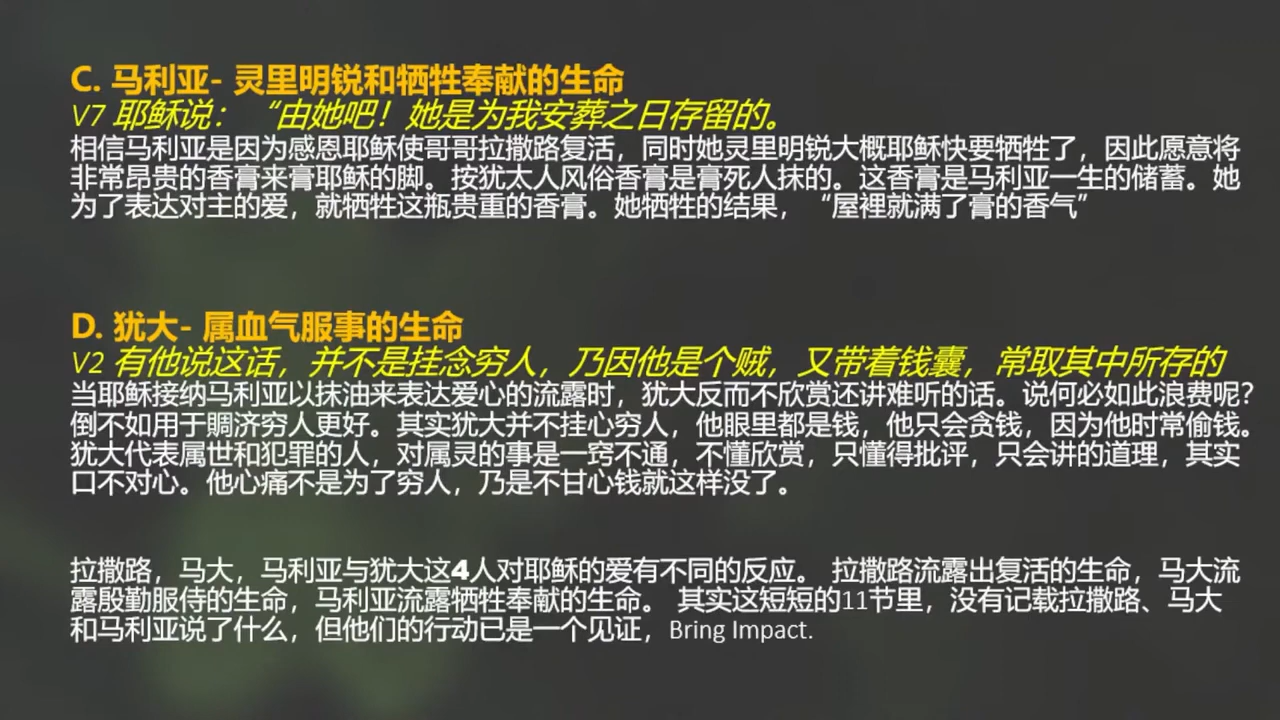 C. 马利亚- 灵里明锐和牺牲奉献的生命
V7 耶稣说： “由她吧！她是为我安葬之日存留的。
相信马利亚是因为感恩耶稣使哥哥拉撒路复活，同时她灵里明锐大概耶稣快要牺牲了，因此愿意将
非常昂贵的香膏来膏耶稣的脚。按犹太人风俗香膏是膏死人抹的。这香膏是马利亚一生的储蓄。她
为了表达对主的爱，就牺牲这瓶贵重的香膏。她牺牲的结果， “屋裡就满了膏的香气”
D. 犹大- 属血气服事的生命
V2 有他说这话，并不是挂念穷人，乃因他是个贼，又带着钱囊，常取其中所存的
当耶稣接纳马利亚以抹油来表达爱心的流露时，犹大反而不欣赏还讲难听的话。说何必如此浪费呢？
倒不如用于賙济穷人更好。其实犹大并不挂心穷人，他眼里都是钱，他只会贪钱，因为他时常偷钱。
犹大代表属世和犯罪的人，对属灵的事是一窍不通，不懂欣赏，只懂得批评，只会讲的道理，其实
口不对心。他心痛不是为了穷人，乃是不甘心钱就这样没了。
拉撒路，马大，马利亚与犹大这4人对耶稣的爱有不同的反应。 拉撒路流露出复活的生命，马大流
露殷勤服侍的生命，马利亚流露牺牲奉献的生命。 其实这短短的11节里，没有记载拉撒路、马大
和马利亚说了什么，但他们的行动已是一个见证，Bring Impact.